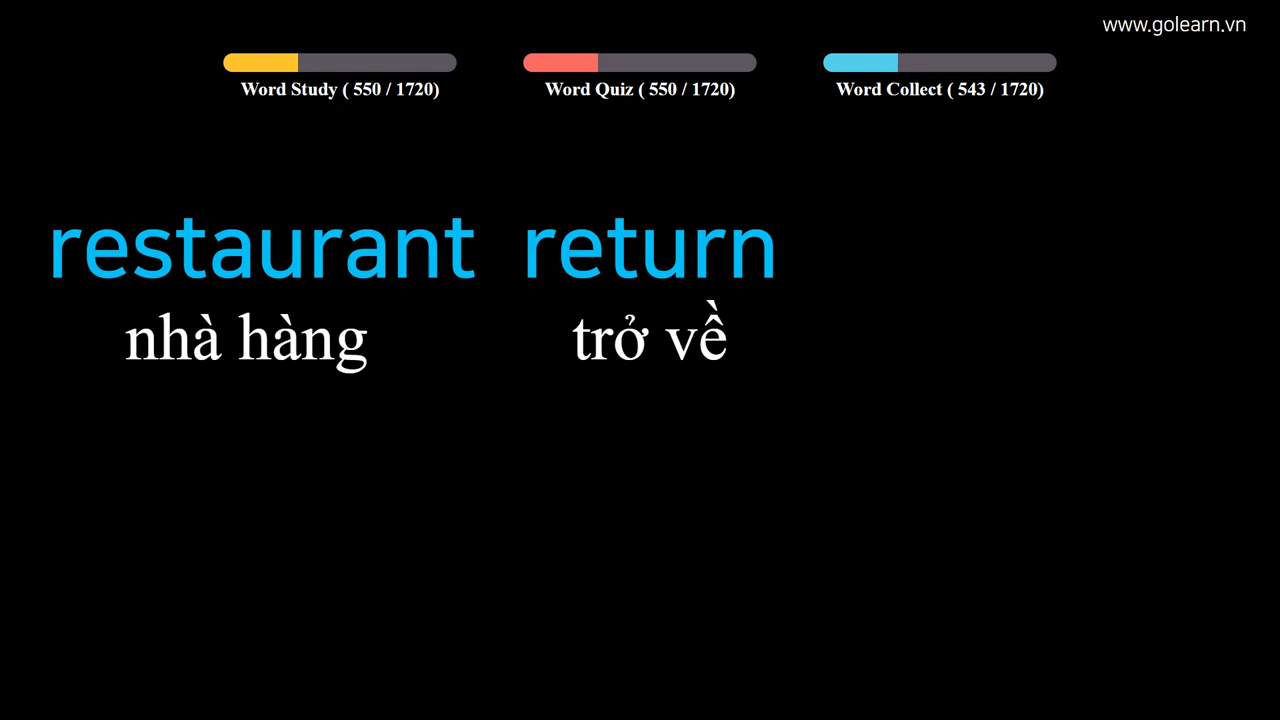 www.golearn.vn
Word Study ( 550 / 1720)
Word Quiz ( 550 / 1720)
Word Collect ( 543 / 1720)
restaurant return
nhà hàng trở về